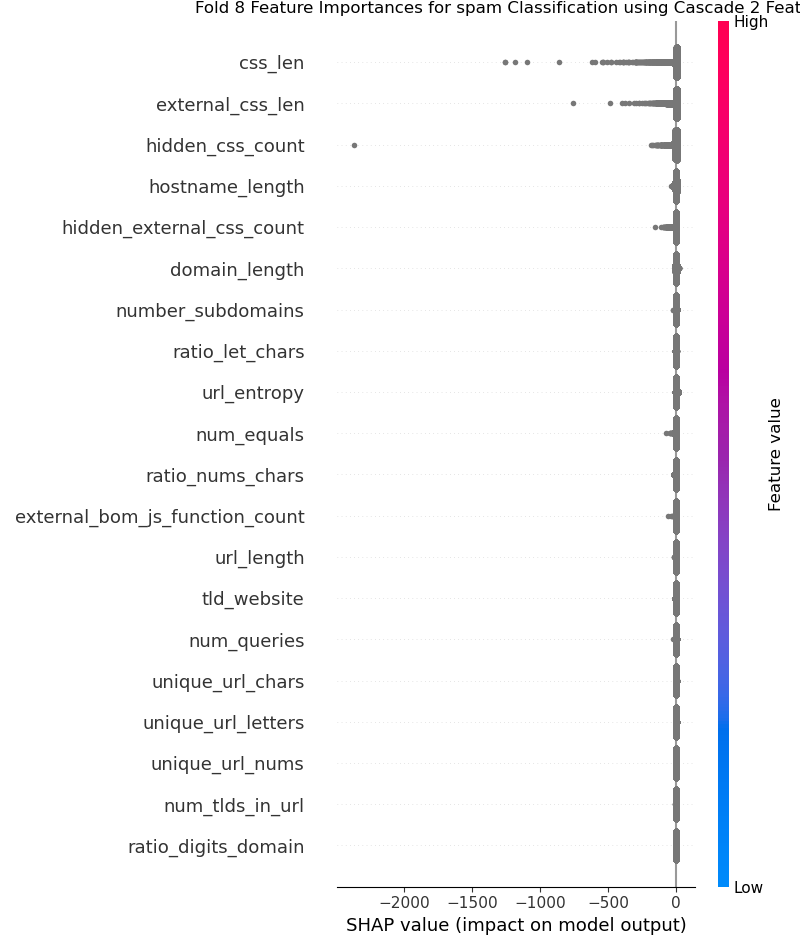 Fold 8 Feature Importances for spam Classification using Cascade 2 Feat
High
css_len
external_css_len
hidden_css_count
hostname_length
hidden_external_css_count
domain_length
number_subdomains
ratio_let_chars
url_entropy
num_equals
ratio_nums_chars
external_bom_js_function_count
url_length
tld_website
num_queries
unique_url_chars
unique_url_letters
unique_url_nums
num_tlds_in_url
ratio_digits_domain
Feature value
Low
−2000 −1500 −1000 −500 0
SHAP value (impact on model output)